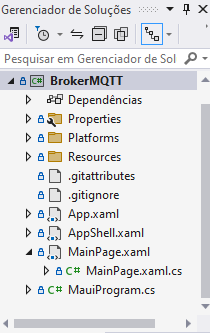 Gerenciador de Soluções
Pesquisar em Gerenciador de Sol
C# BrokerMQTT
Dependências
Properties
Platforms
Resources
.gitattributes
.gitignore
App.xaml
AppShell.xaml
MainPage.xaml
C# MainPage.xaml.cs
C# MauiProgram.cs